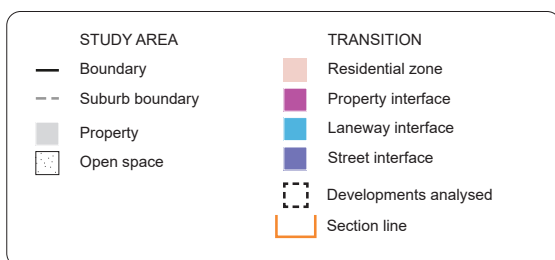 STUDY AREA
Boundary
Suburb boundary
Property
Open space
TRANSITION
Residential zone
Property interface
Laneway interface
Street interface
Developments analysed
Section line